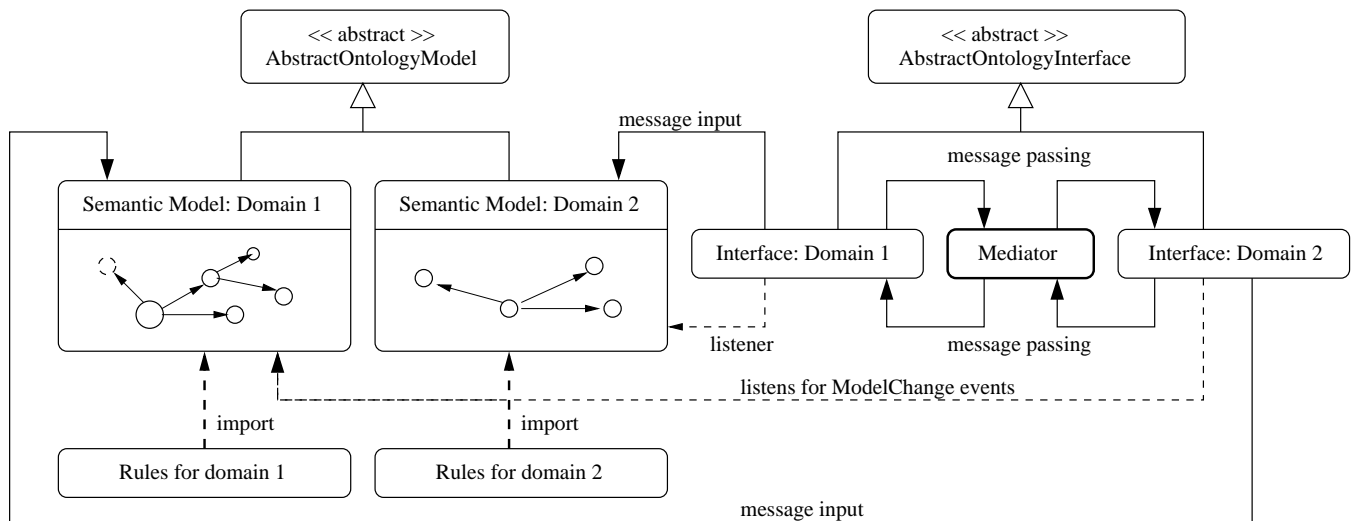 << abstract >>
AbstractOntologyModel
<< abstract >>
AbstractOntologyInterface
message input
message passing
Semantic Model: Domain 1
Semantic Model: Domain 2
Interface: Domain 1
Mediator
Interface: Domain 2
listener
message passing
listens for ModelChange events
import
import
Rules for domain 1
Rules for domain 2
message input